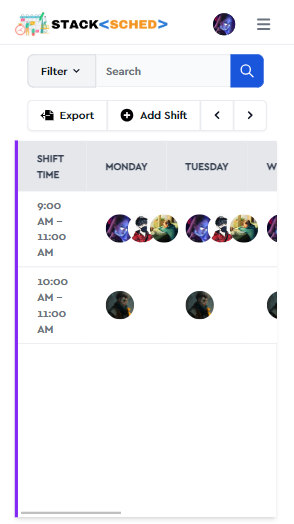 STACK<SCHED>
Filter
Search
Export
Add Shift
SHIFT
TIME
MONDAY
TUESDAY
W
9:00
AM –
11:00
AM
10:00
AM –
11:00
AM